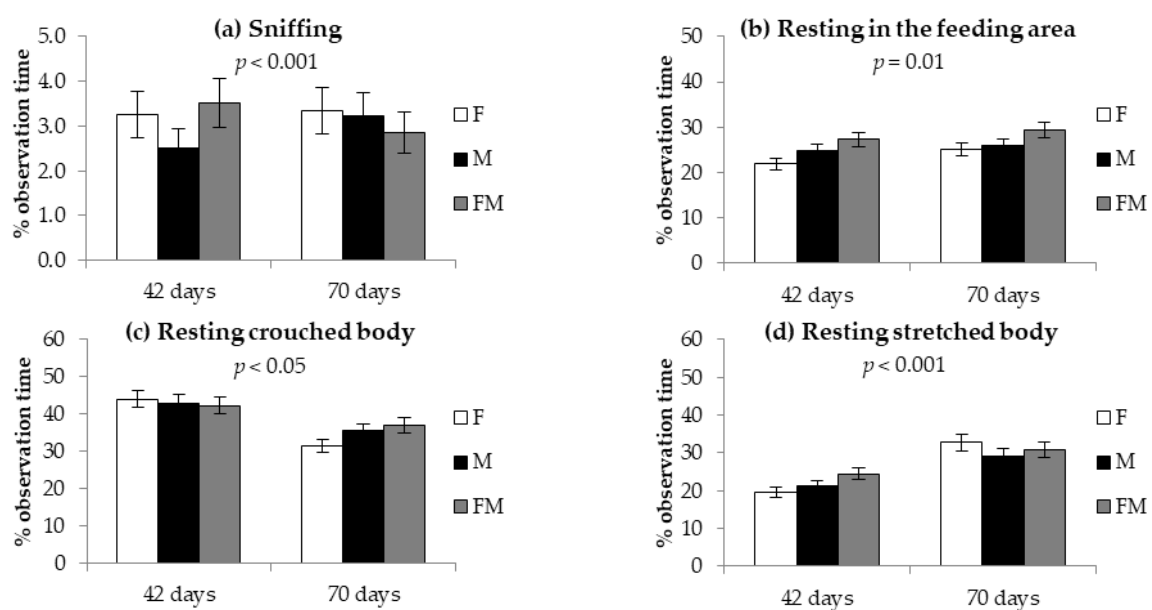 (a) Sniffing
p < 0.001
% observation time
5.0
4.0
3.0
2.0
1.0
0.0
42 days
70 days
F
M
FM
(b) Resting in the feeding area
p = 0.01
% observation time
50
40
30
20
10
0
42 days
70 days
F
M
FM
(c) Resting crouched body
p < 0.05
% observation time
60
50
40
30
20
10
0
42 days
70 days
F
M
FM
(d) Resting stretched body
p < 0.001
% observation time
60
50
40
30
20
10
0
42 days
70 days
F
M
FM